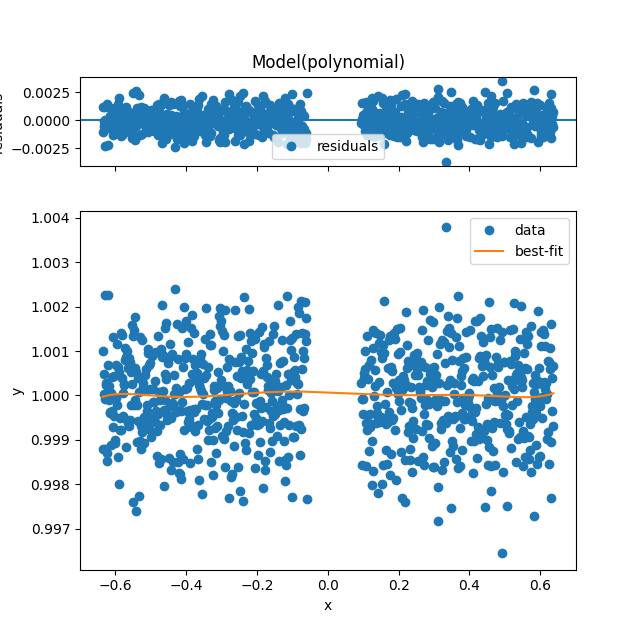 Model(polynomial)
0.0025
0.0000
−0.0025
residuals
residuals
1.004
1.003
1.002
1.001
1.000
0.999
0.998
0.997
y
data
best-fit
−0.6
−0.4
−0.2
0.0
0.2
0.4
0.6
x